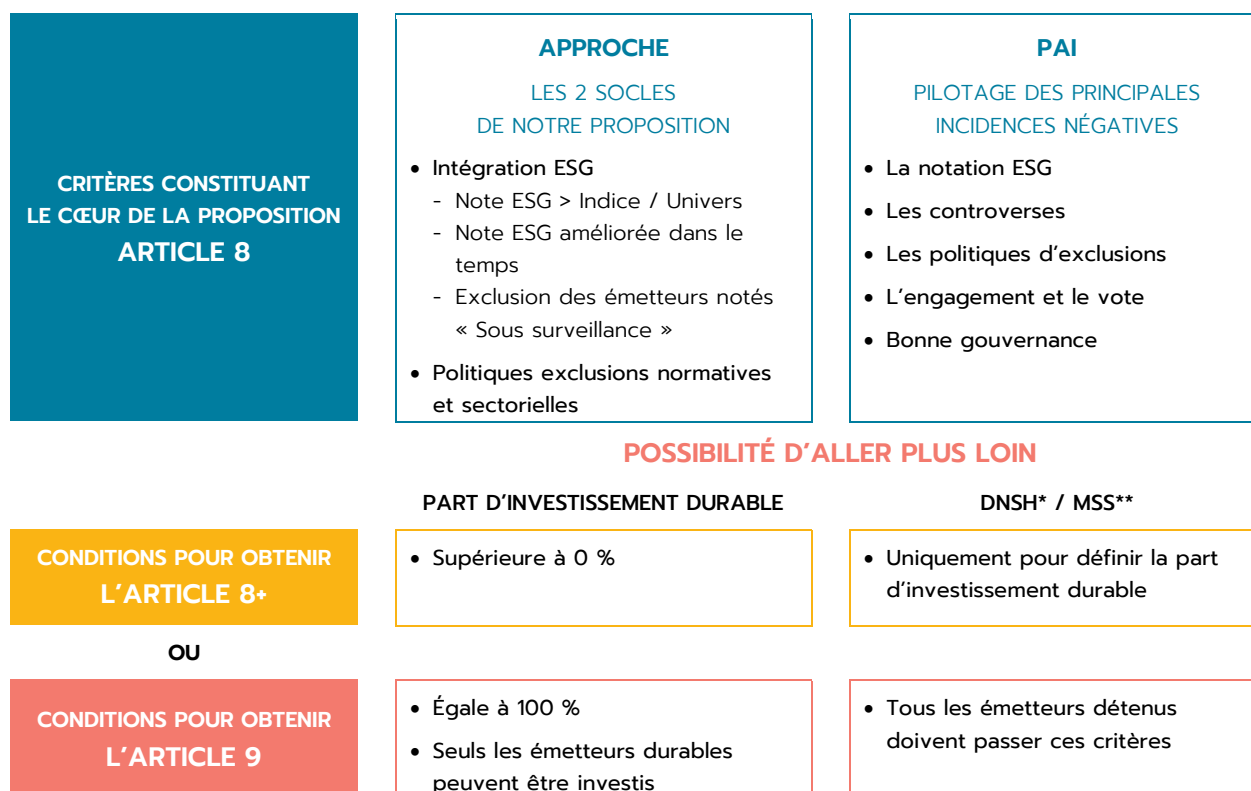 CRITÈRES CONSTITUANT
LE CŒUR DE LA PROPOSITION
ARTICLE 8
APPROCHE
LES 2 SOCLES
DE NOTRE PROPOSITION
• Intégration ESG
- Note ESG > Indice / Univers
- Note ESG améliorée dans le
temps
- Exclusion des émetteurs notés
« Sous surveillance »
• Politiques exclusions normatives
et sectorielles
PAI
PILOTAGE DES PRINCIPALES
INCIDENCES NÉGATIVES
• La notation ESG
• Les controverses
• Les politiques d’exclusions
• L’engagement et le vote
• Bonne gouvernance
POSSIBILITÉ D’ALLER PLUS LOIN
PART D’INVESTISSEMENT DURABLE
DNSH* / MSS**
CONDITIONS POUR OBTENIR
L’ARTICLE 8+
• Supérieure à 0 %
• Uniquement pour définir la part
d’investissement durable
OU
CONDITIONS POUR OBTENIR
L’ARTICLE 9
• Égale à 100 %
• Seuls les émetteurs durables
peuvent être investis
• Tous les émetteurs détenus
doivent passer ces critères